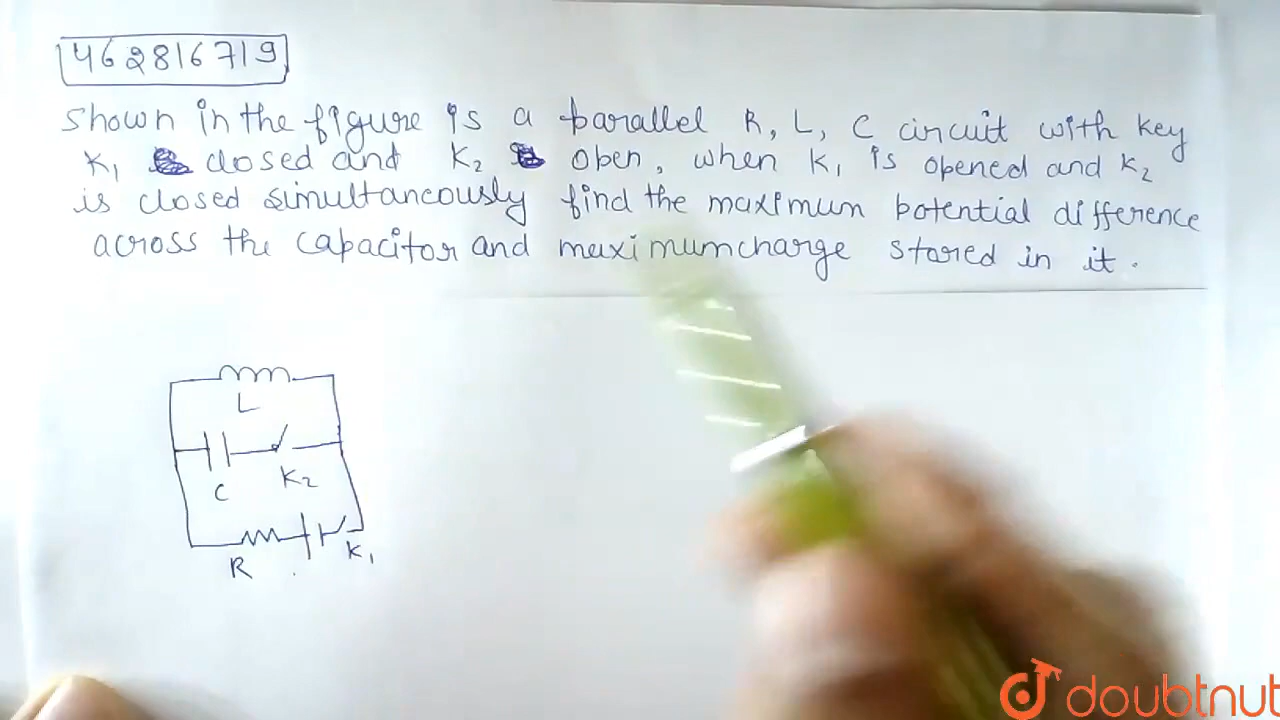 462816719
Shown in the figure is a parallel R, L, C circuit with key
K1 closed and K2 open, when K1 is opened and K2
is closed simultaneously find the maximum potential difference
across the capacitor and maximumcharge stored in it.
L
C K2
R K1
doubtnut